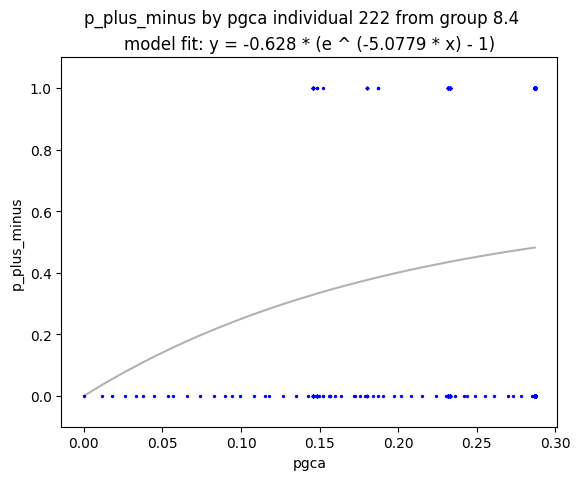 p_plus_minus by pgca individual 222 from group 8.4
model fit: y = -0.628 * (e ^ (-5.0779 * x) - 1)
1.0
0.8
0.6
0.4
0.2
0.0
p_plus_minus
0.00 0.05 0.10 0.15 0.20 0.25 0.30
pgca